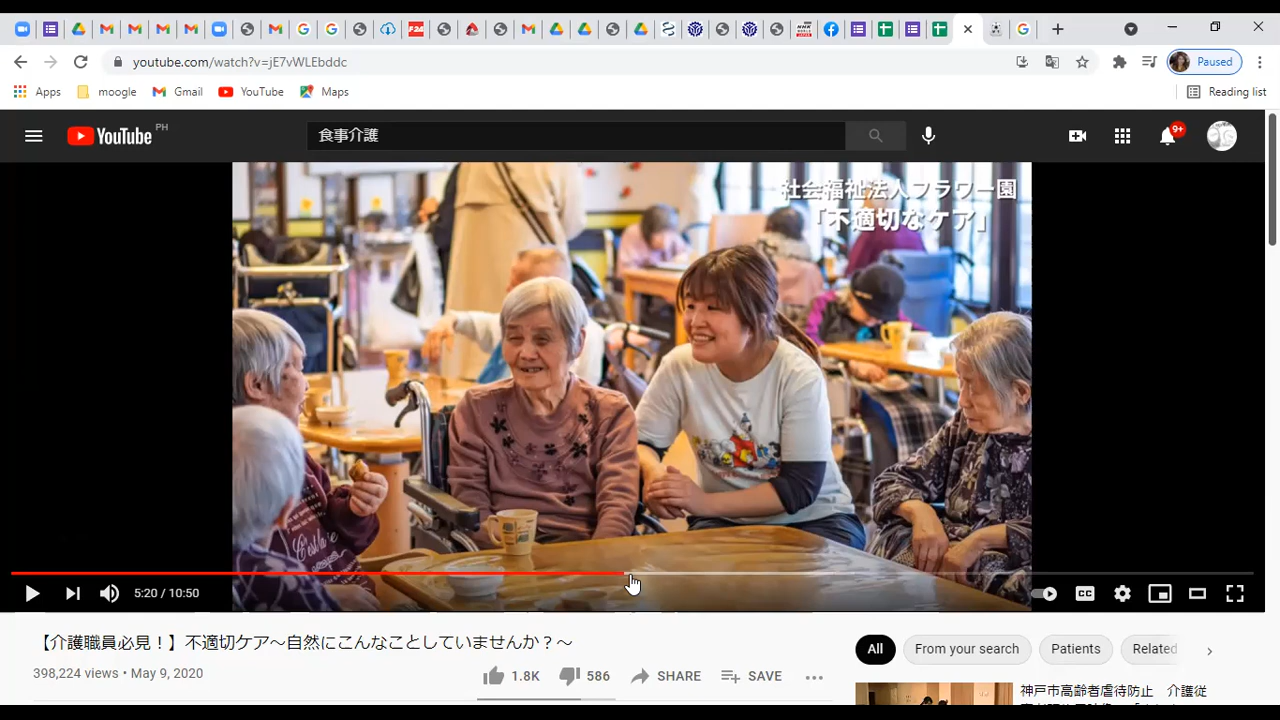 youtube.com/watch?v=jE7vWLEbddc
Paused
Apps
moogle
Gmail
YouTube
Maps
Reading list
YouTube PH
食事介護
9+
社会福祉法人フラワー園
「不適切なケア」
5:20 / 10:50
CC
【介護職員必見！】不適切ケア～自然にこんなことしていませんか？～
398,224 views • May 9, 2020
1.8K
586
SHARE
SAVE
All
From your search
Patients
Related
神戸市高齢者虐待防止 介護従